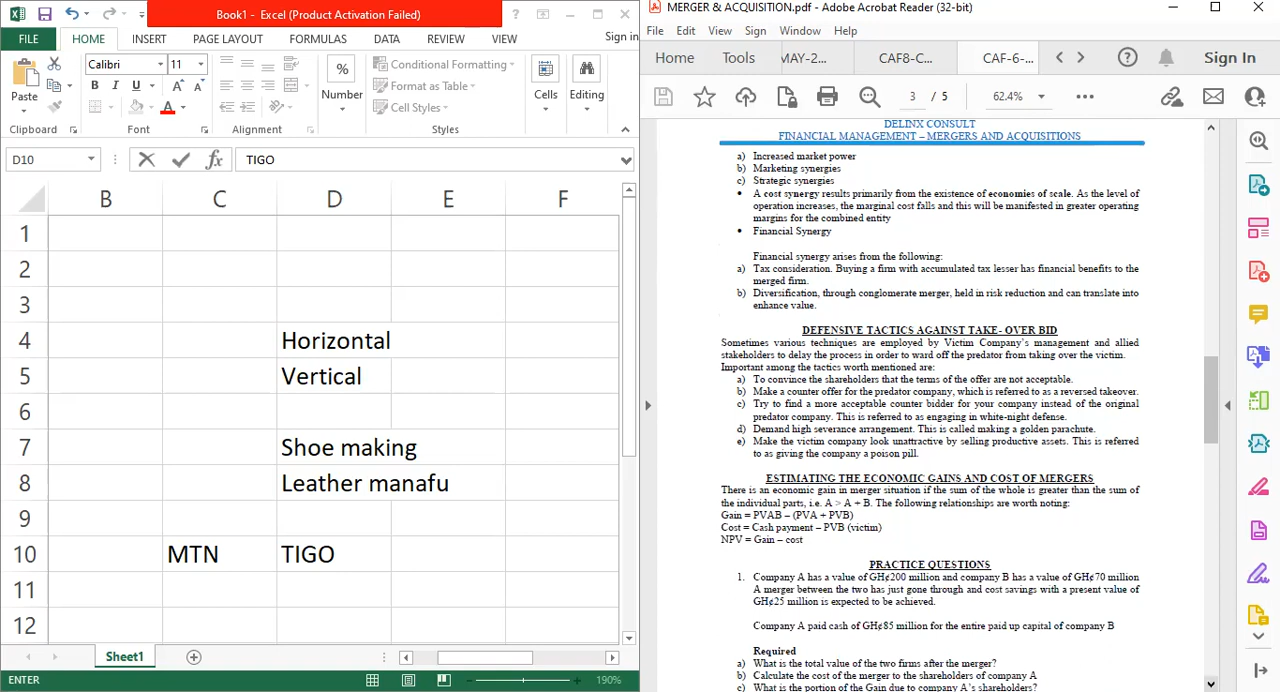 Book1 - Excel (Product Activation Failed)
?
FILE
HOME
INSERT
PAGE LAYOUT
FORMULAS
DATA
REVIEW
VIEW
Sign in
Paste
Calibri
11
B I U
A A
A
%
Number
Conditional Formatting
Format as Table
Cell Styles
Cells
Editing
Clipboard
Font
Alignment
Styles
D10
fx
TIGO
B C D E F
1
2
3
4 Horizontal
5 Vertical
6
7 Shoe making
8 Leather manafu
9
10 MTN TIGO
11
12
Sheet1
ENTER
190%
MERGER & ACQUISITION.pdf - Adobe Acrobat Reader (32-bit)
File Edit View Sign Window Help
Home
Tools
MAY-2...
CAF8-C...
CAF-6-...
?
Sign In
3 / 5
62.4%
DELINX CONSULT
FINANCIAL MANAGEMENT – MERGERS AND ACQUISITIONS
a) Increased market power
b) Marketing synergies
c) Strategic synergies
• A cost synergy results primarily from the existence of economies of scale. As the level of
operation increases, the marginal cost falls and this will be manifested in greater operating
margins for the combined entity
• Financial Synergy
Financial synergy arises from the following:
a) Tax consideration. Buying a firm with accumulated tax lesser has financial benefits to the
merged firm.
b) Diversification, through conglomerate merger, held in risk reduction and can translate into
enhance value.
DEFENSIVE TACTICS AGAINST TAKE- OVER BID
Sometimes various techniques are employed by Victim Company's management and allied
stakeholders to delay the process in order to ward off the predator from taking over the victim.
Important among the tactics worth mentioned are:
a) To convince the shareholders that the terms of the offer are not acceptable.
b) Make a counter offer for the predator company, which is referred to as a reversed takeover.
c) Try to find a more acceptable counter bidder for your company instead of the original
predator company. This is referred to as engaging in white-night defense.
d) Demand high severance arrangement. This is called making a golden parachute.
e) Make the victim company look unattractive by selling productive assets. This is referred
to as giving the company a poison pill.
ESTIMATING THE ECONOMIC GAINS AND COST OF MERGERS
There is an economic gain in merger situation if the sum of the whole is greater than the sum of
the individual parts, i.e. A > A + B. The following relationships are worth noting:
Gain = PVAB – (PVA + PVB)
Cost = Cash payment – PVB (victim)
NPV = Gain – cost
PRACTICE QUESTIONS
1. Company A has a value of GH¢200 million and company B has a value of GH¢70 million
A merger between the two has just gone through and cost savings with a present value of
GH¢25 million is expected to be achieved.
Company A paid cash of GH¢85 million for the entire paid up capital of company B
Required
a) What is the total value of the two firms after the merger?
b) Calculate the cost of the merger to the shareholders of company A
c) What is the portion of the Gain due to company A's shareholders?